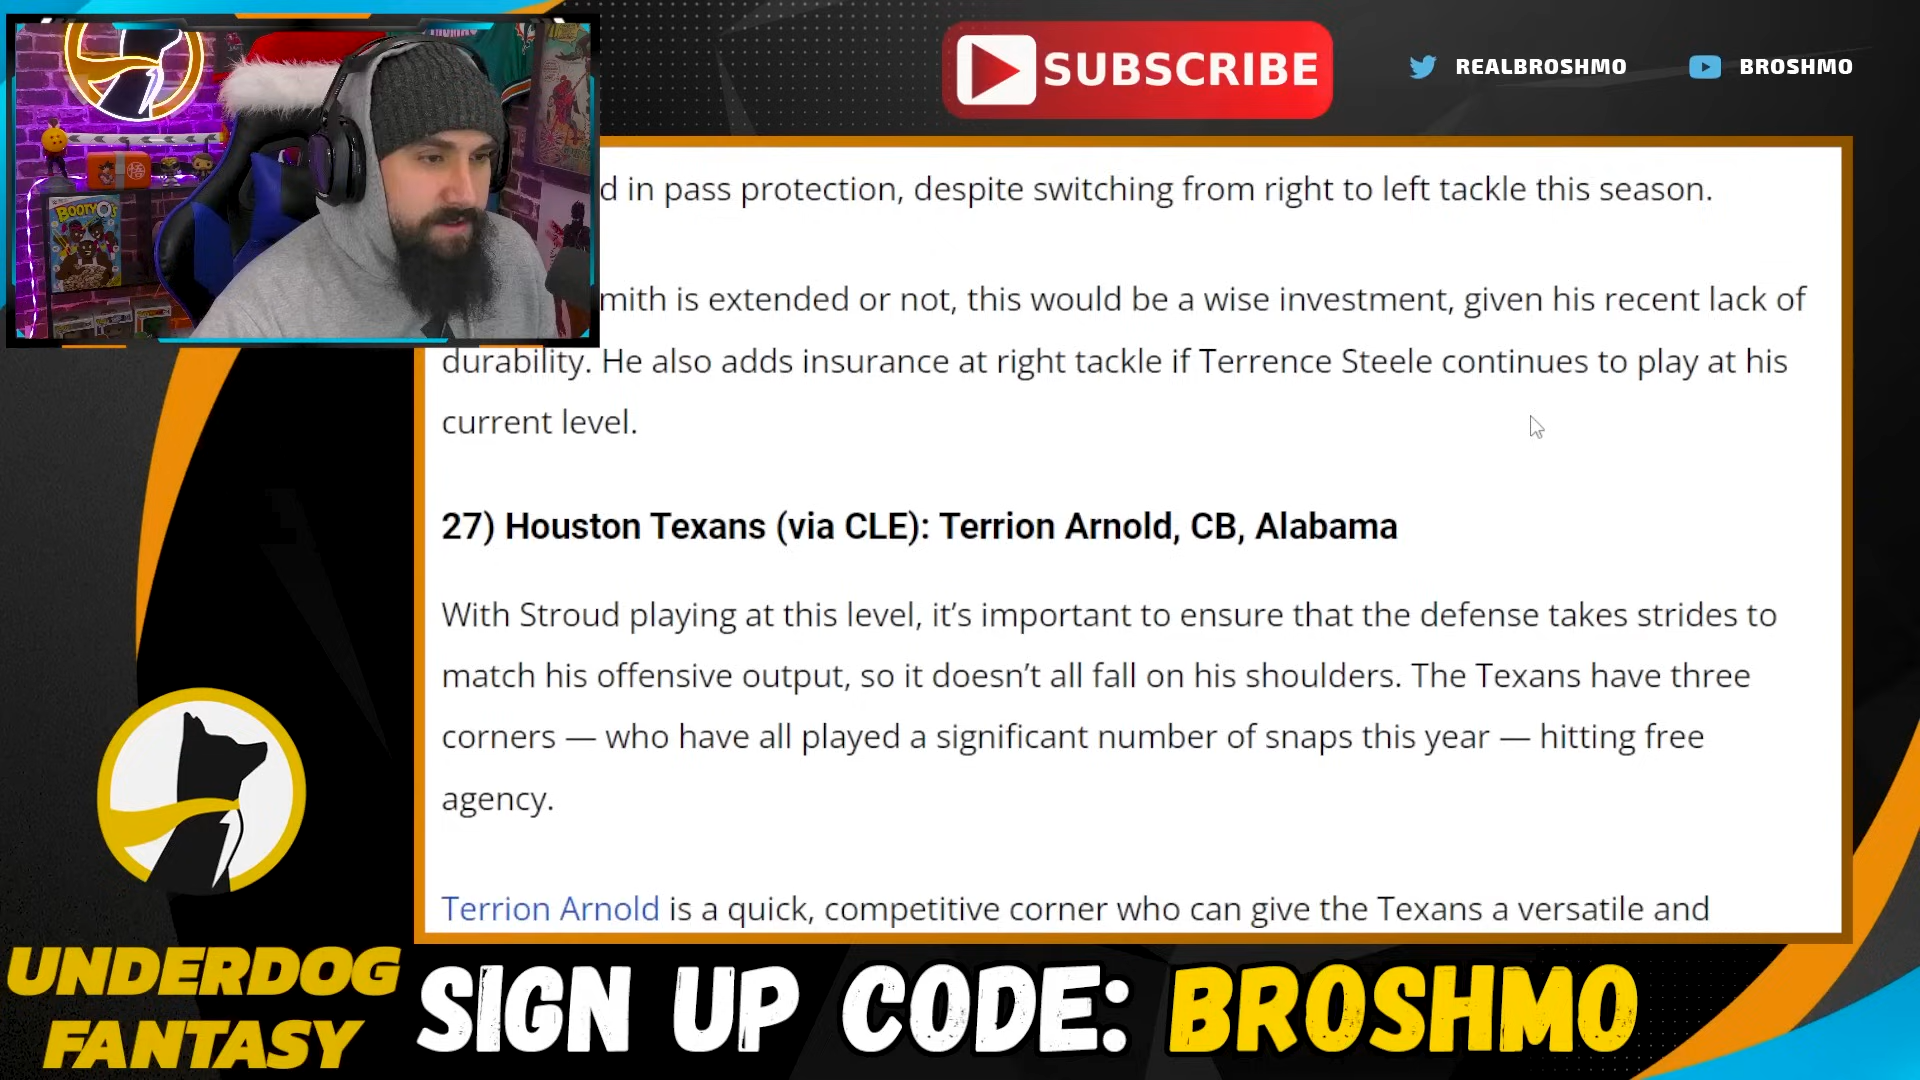 SUBSCRIBE
REALBROSHMO
BROSHMO
BOOTYO'S
d in pass protection, despite switching from right to left tackle this season.
mith is extended or not, this would be a wise investment, given his recent lack of
durability. He also adds insurance at right tackle if Terrence Steele continues to play at his
current level.
27) Houston Texans (via CLE): Terrion Arnold, CB, Alabama
With Stroud playing at this level, it’s important to ensure that the defense takes strides to
match his offensive output, so it doesn’t all fall on his shoulders. The Texans have three
corners — who have all played a significant number of snaps this year — hitting free
agency.
Terrion Arnold is a quick, competitive corner who can give the Texans a versatile and
UNDERDOG
FANTASY
SIGN UP CODE: BROSHMO